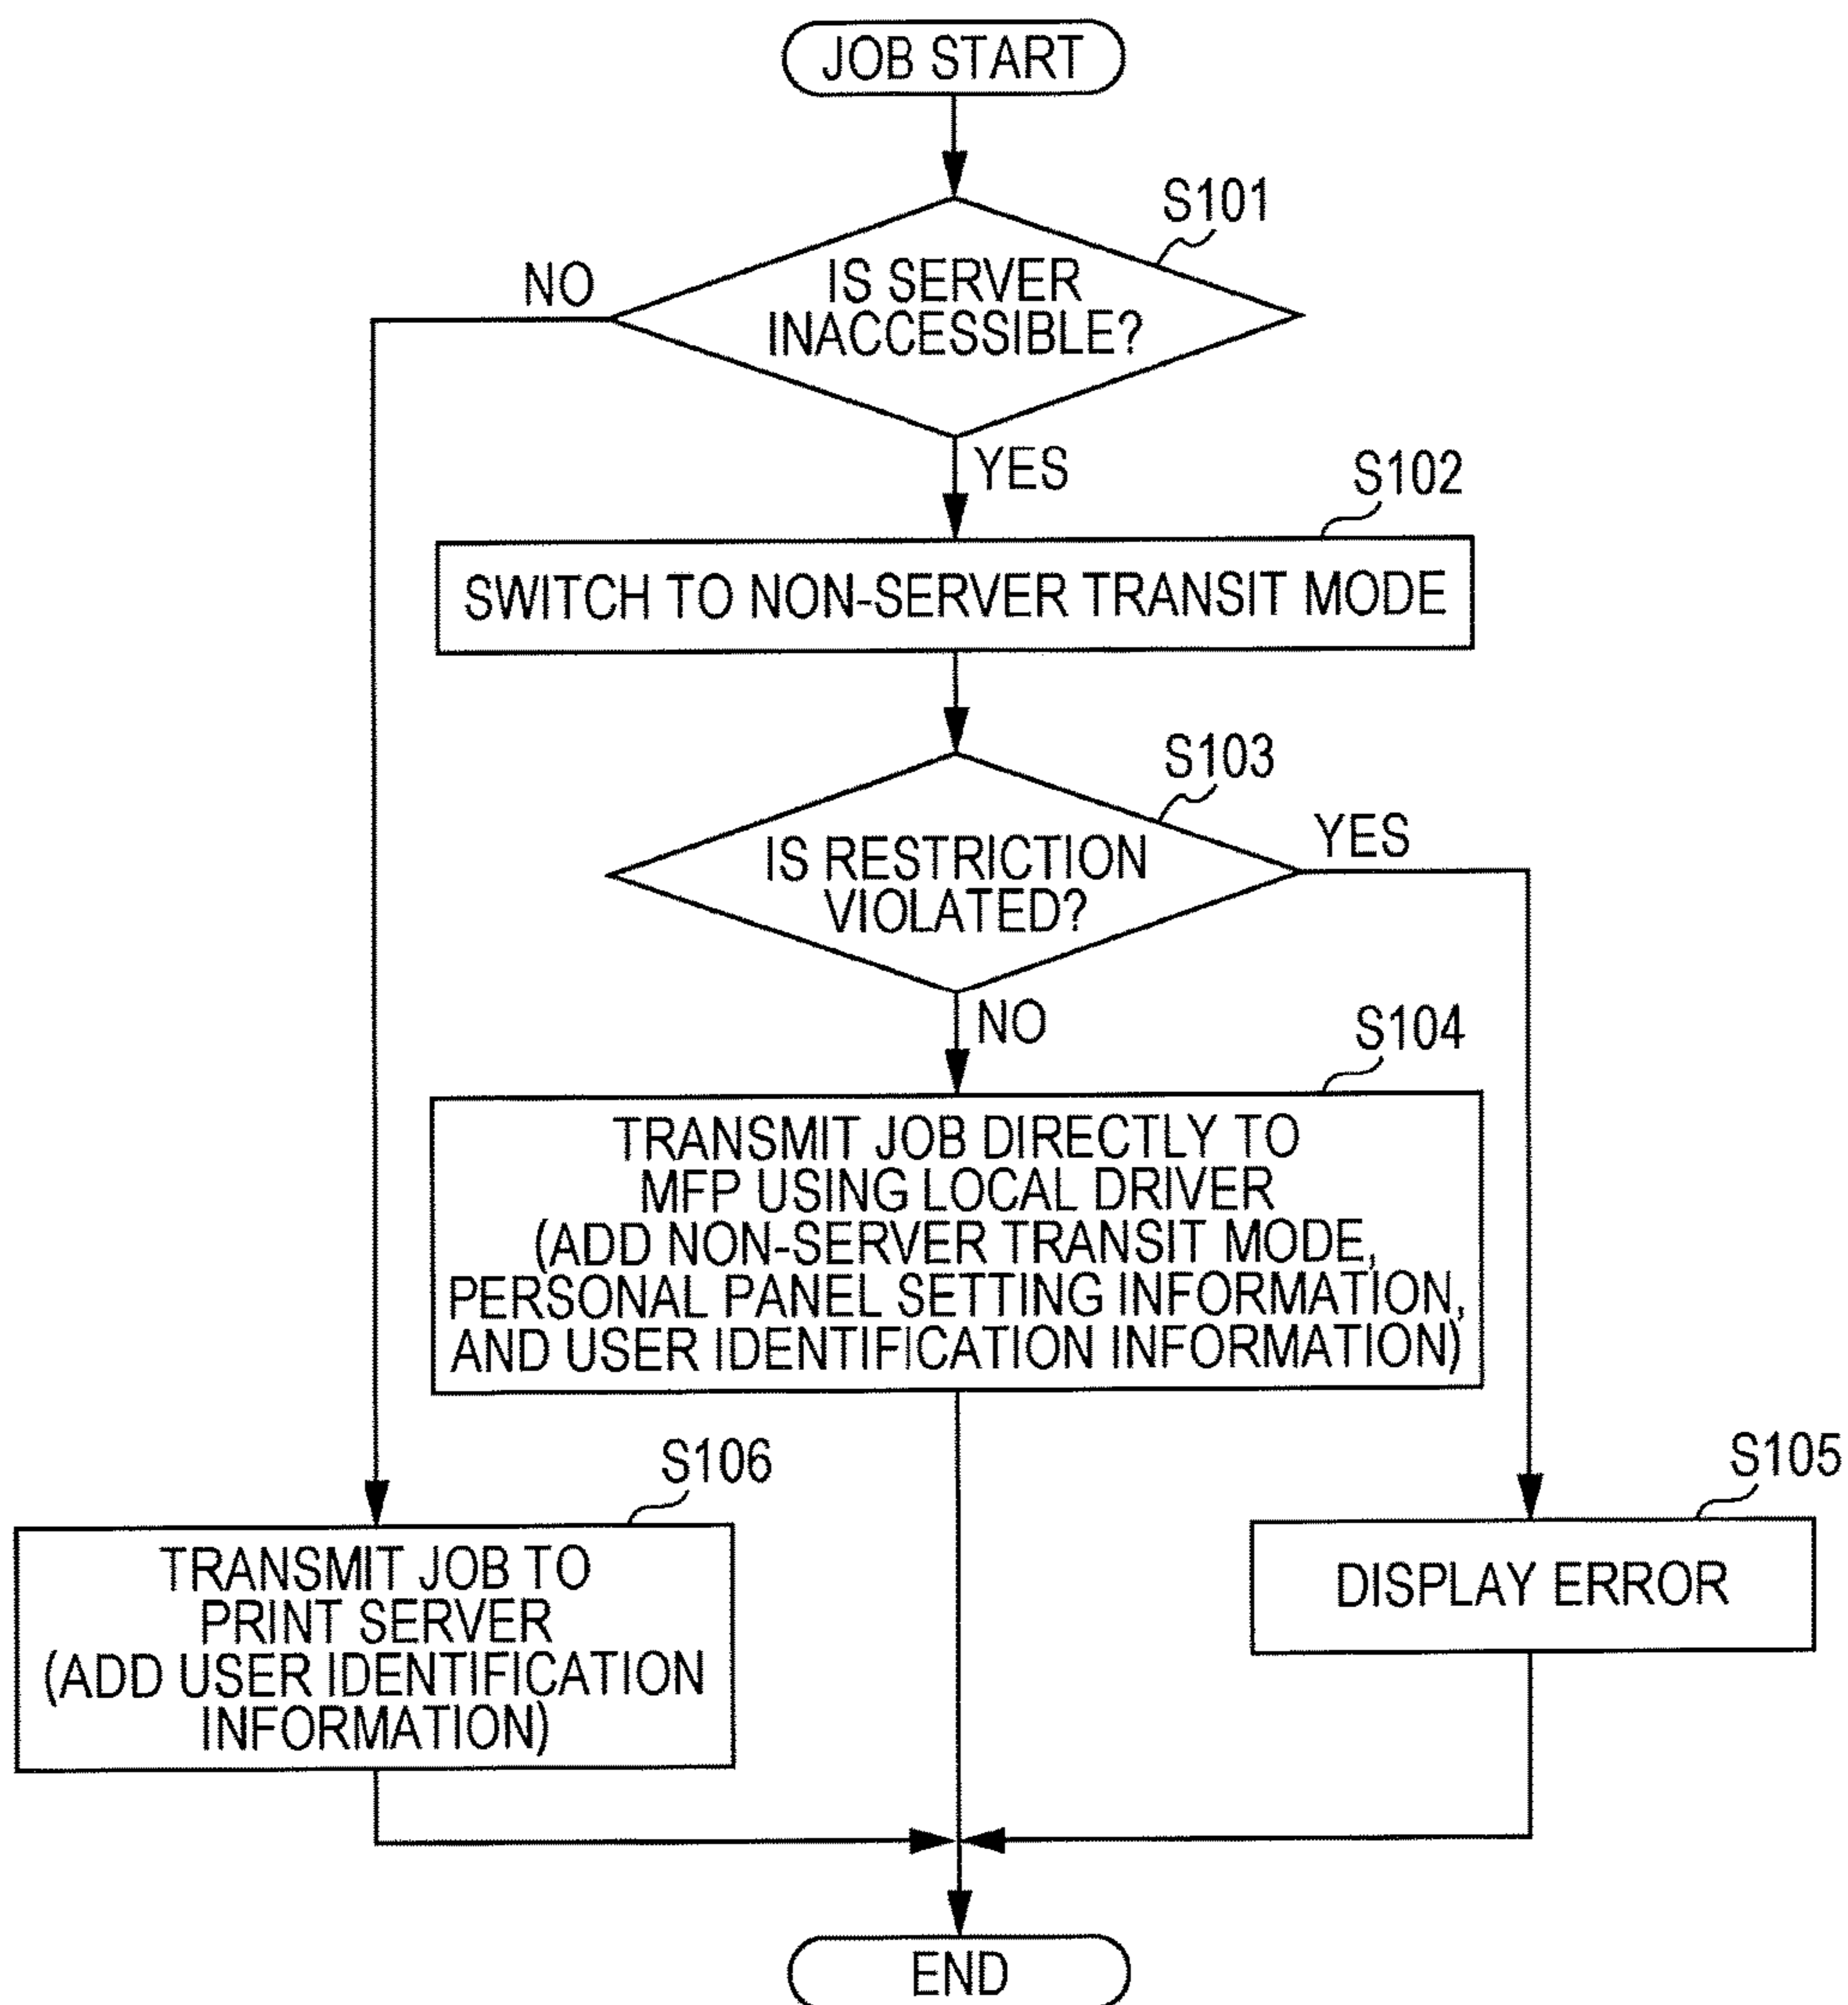 JOB START
S101
NO
IS SERVER
INACCESSIBLE?
YES
S102
SWITCH TO NON-SERVER TRANSIT MODE
S103
YES
IS RESTRICTION
VIOLATED?
NO
S104
TRANSMIT JOB DIRECTLY TO
MFP USING LOCAL DRIVER
(ADD NON-SERVER TRANSIT MODE,
PERSONAL PANEL SETTING INFORMATION,
AND USER IDENTIFICATION INFORMATION)
S106
TRANSMIT JOB TO
PRINT SERVER
(ADD USER IDENTIFICATION
INFORMATION)
S105
DISPLAY ERROR
END